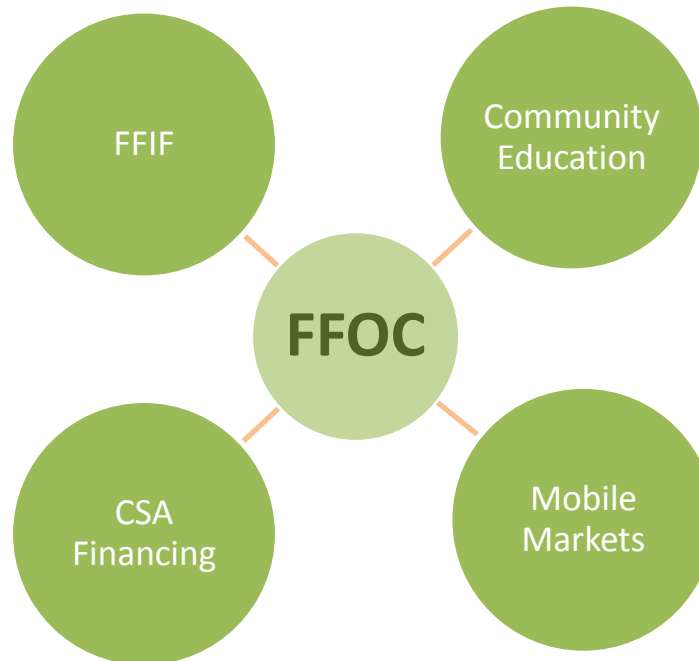 FFIF
Community
Education
FFOC
CSA
Financing
Mobile
Markets